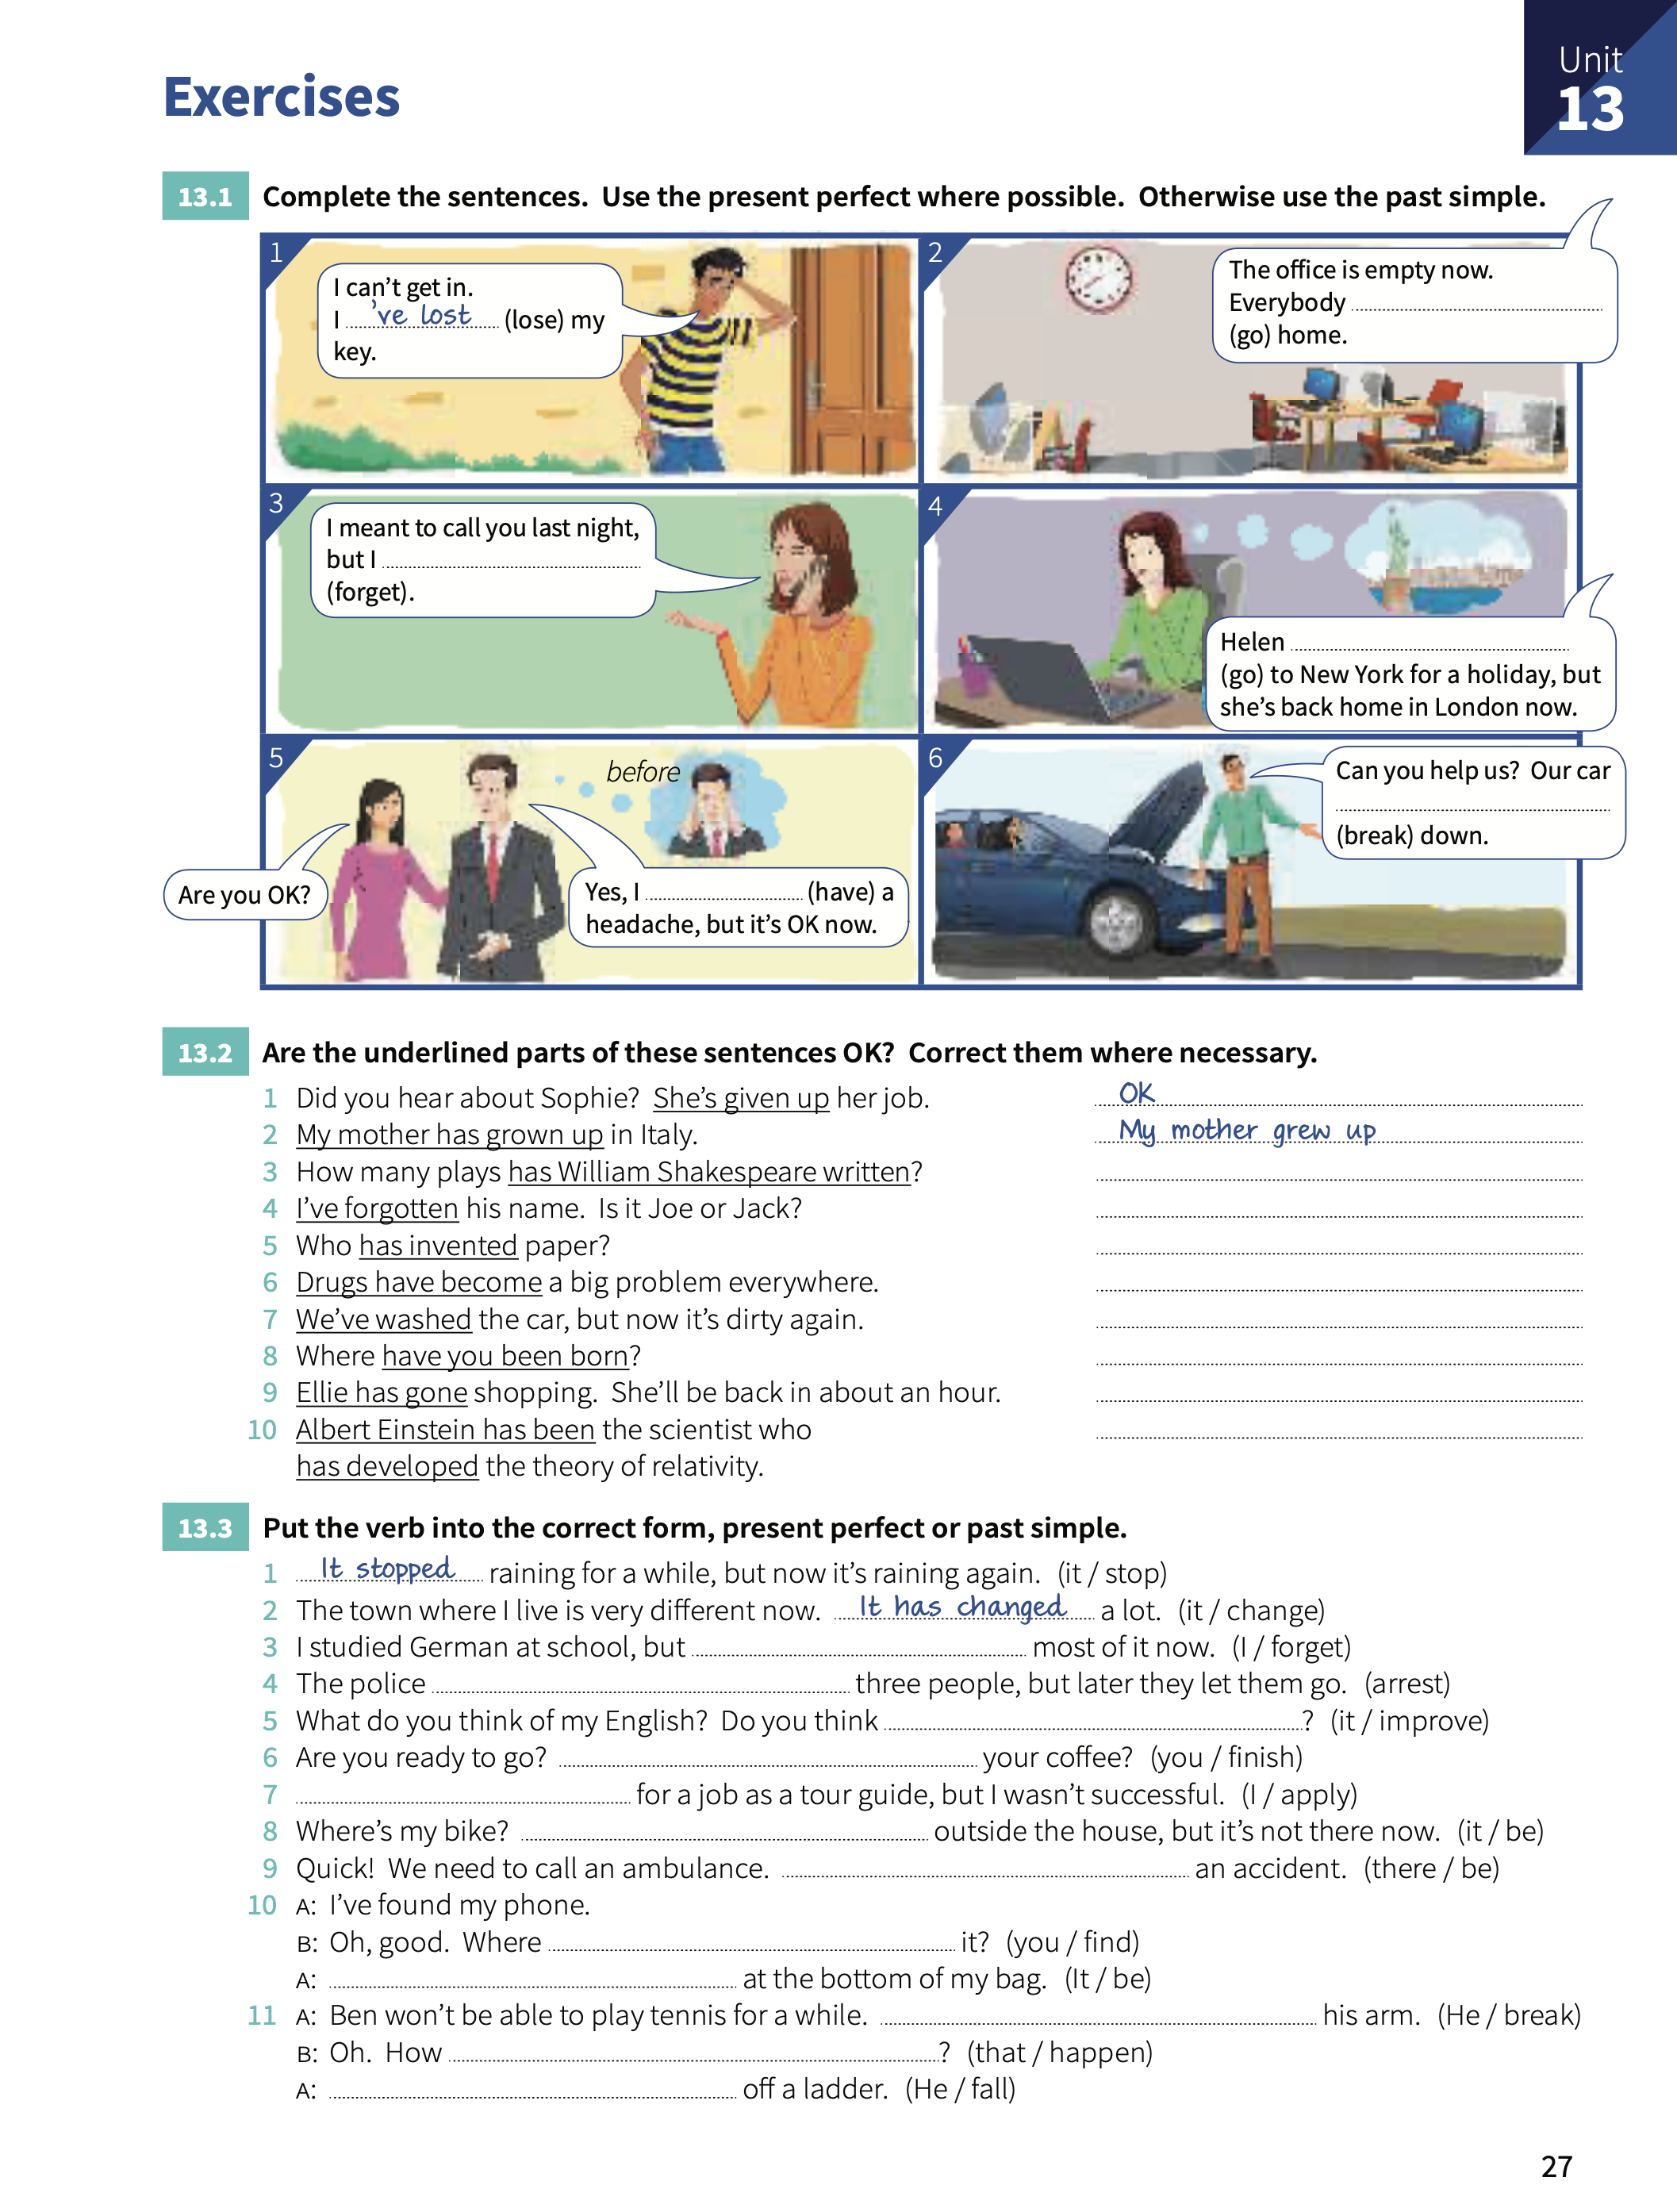 Unit
13
Exercises
13.1 Complete the sentences. Use the present perfect where possible. Otherwise use the past simple.
1
I can't get in.
I 've lost (lose) my
key.
2
The office is empty now.
Everybody
(go) home.
3
I meant to call you last night,
but I
(forget).
4
Helen
(go) to New York for a holiday, but
she's back home in London now.
5
before
Are you OK?
Yes, I (have) a
headache, but it's OK now.
6
Can you help us? Our car
(break) down.
13.2 Are the underlined parts of these sentences OK? Correct them where necessary.
1 Did you hear about Sophie? She's given up her job. OK
2 My mother has grown up in Italy. My mother grew up
3 How many plays has William Shakespeare written?
4 I've forgotten his name. Is it Joe or Jack?
5 Who has invented paper?
6 Drugs have become a big problem everywhere.
7 We've washed the car, but now it's dirty again.
8 Where have you been born?
9 Ellie has gone shopping. She'll be back in about an hour.
10 Albert Einstein has been the scientist who
has developed the theory of relativity.
13.3 Put the verb into the correct form, present perfect or past simple.
1 It stopped raining for a while, but now it's raining again. (it / stop)
2 The town where I live is very different now. It has changed a lot. (it / change)
3 I studied German at school, but most of it now. (I / forget)
4 The police three people, but later they let them go. (arrest)
5 What do you think of my English? Do you think ? (it / improve)
6 Are you ready to go? your coffee? (you / finish)
7 for a job as a tour guide, but I wasn't successful. (I / apply)
8 Where's my bike? outside the house, but it's not there now. (it / be)
9 Quick! We need to call an ambulance. an accident. (there / be)
10 A: I've found my phone.
B: Oh, good. Where it? (you / find)
A: at the bottom of my bag. (It / be)
11 A: Ben won't be able to play tennis for a while. his arm. (He / break)
B: Oh. How ? (that / happen)
A: off a ladder. (He / fall)
27